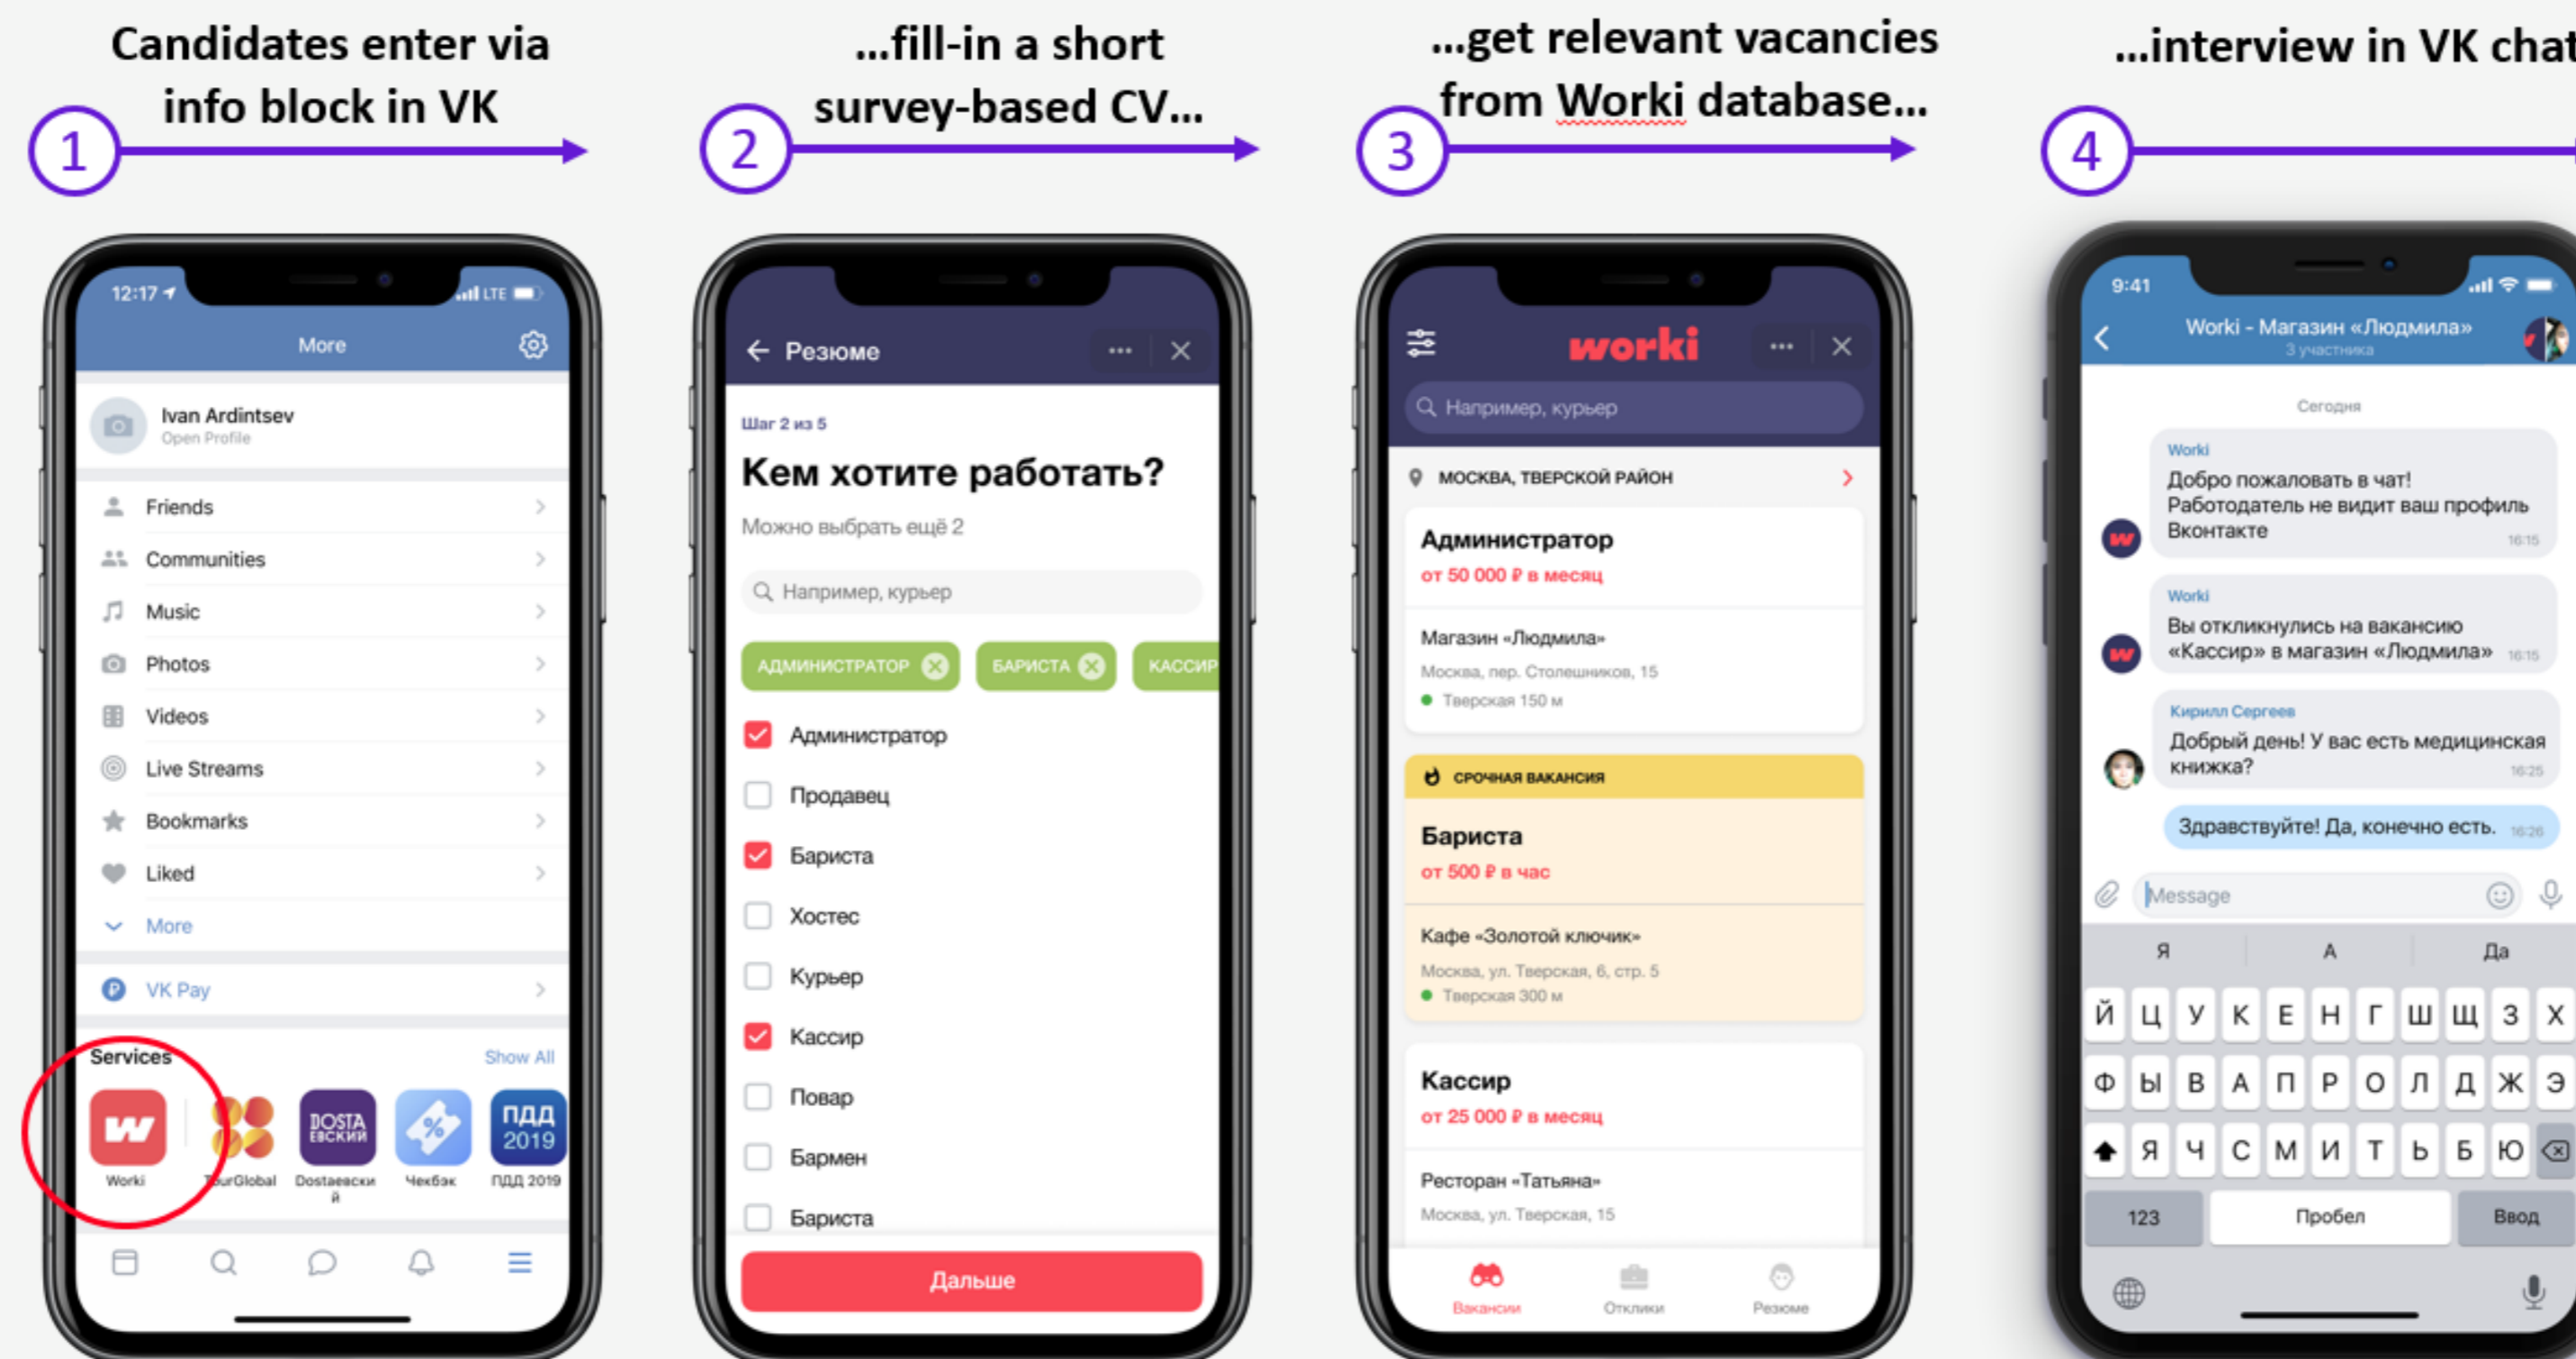 Candidates enter via
info block in VK
1
12:17
LTE
More
Ivan Ardintsev
Open Profile
Friends
Communities
Music
Photos
Videos
Live Streams
Bookmarks
Liked
More
VK Pay
Services
Show All
w
DOSTA
ЕВСКИЙ
%
ПДД
2019
Worki
TourGlobal
Dostaевски
й
Чекбэк
ПДД 2019
...fill-in a short
survey-based CV...
2
Резюме
Шаг 2 из 5
Кем хотите работать?
Можно выбрать ещё 2
Например, курьер
АДМИНИСТРАТОР
БАРИСТА
КАССИР
Администратор
Продавец
Бариста
Хостес
Курьер
Кассир
Повар
Бармен
Бариста
Дальше
...get relevant vacancies
from Worki database...
3
worki
Например, курьер
МОСКВА, ТВЕРСКОЙ РАЙОН
Администратор
от 50 000 ₽ в месяц
Магазин «Людмила»
Москва, пер. Столешников, 15
Тверская 150 м
СРОЧНАЯ ВАКАНСИЯ
Бариста
от 500 ₽ в час
Кафе «Золотой ключик»
Москва, ул. Тверская, 6, стр. 5
Тверская 300 м
Кассир
от 25 000 ₽ в месяц
Ресторан «Татьяна»
Москва, ул. Тверская, 15
Вакансии
Отклики
Резюме
...interview in VK chat
4
9:41
Worki - Магазин «Людмила»
3 участника
Сегодня
Worki
Добро пожаловать в чат!
Работодатель не видит ваш профиль
Вконтакте
16:15
w
Worki
Вы откликнулись на вакансию
«Кассир» в магазин «Людмила» 16:15
w
Кирилл Сергеев
Добрый день! У вас есть медицинская
книжка?
16:25
Здравствуйте! Да, конечно есть. 16:26
Message
Я А Да
Й Ц У К Е Н Г Ш Щ З Х
Ф Ы В А П Р О Л Д Ж Э
Я Ч С М И Т Ь Б Ю
123 Пробел Ввод